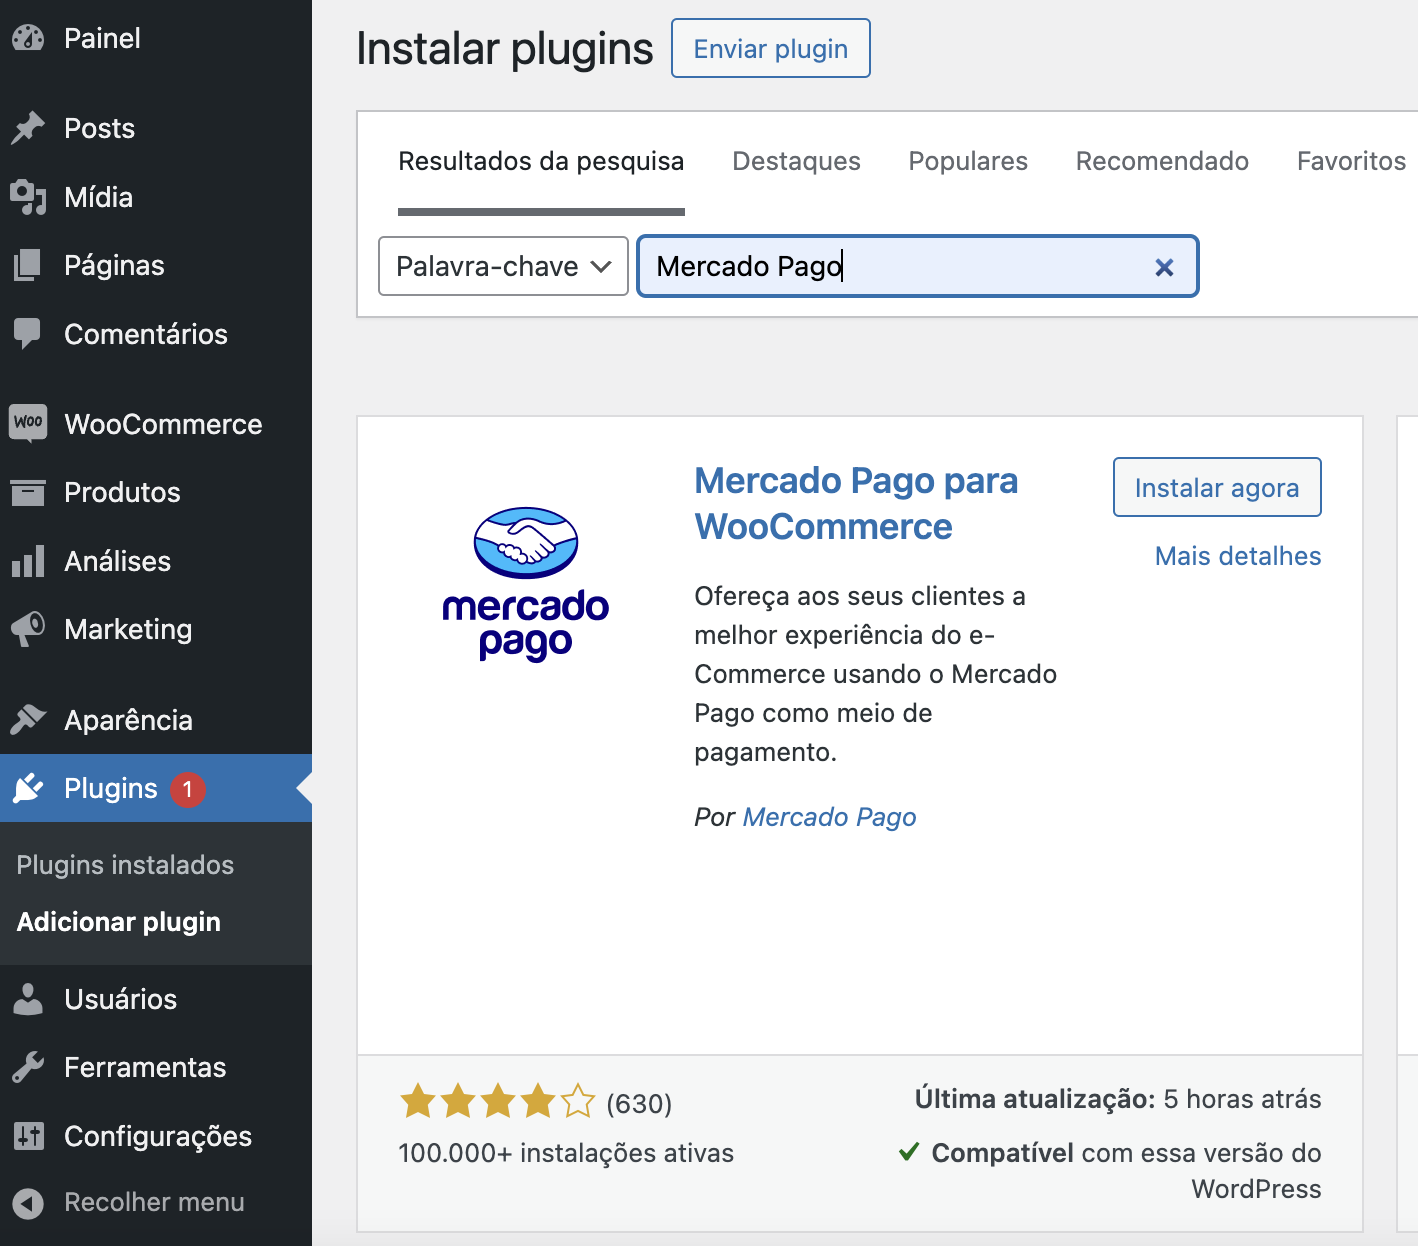 Painel
Posts
Mídia
Páginas
Comentários
Woo WooCommerce
Produtos
Análises
Marketing
Aparência
Plugins 1
Plugins instalados
Adicionar plugin
Usuários
Ferramentas
Configurações
Recolher menu
Instalar plugins Enviar plugin
Resultados da pesquisa Destaques Populares Recomendado Favoritos
Palavra-chave Mercado Pago
mercado
pago
Mercado Pago para
WooCommerce
Instalar agora
Mais detalhes
Ofereça aos seus clientes a
melhor experiência do e-
Commerce usando o Mercado
Pago como meio de
pagamento.
Por Mercado Pago
(630)
100.000+ instalações ativas
Última atualização: 5 horas atrás
Compatível com essa versão do
WordPress